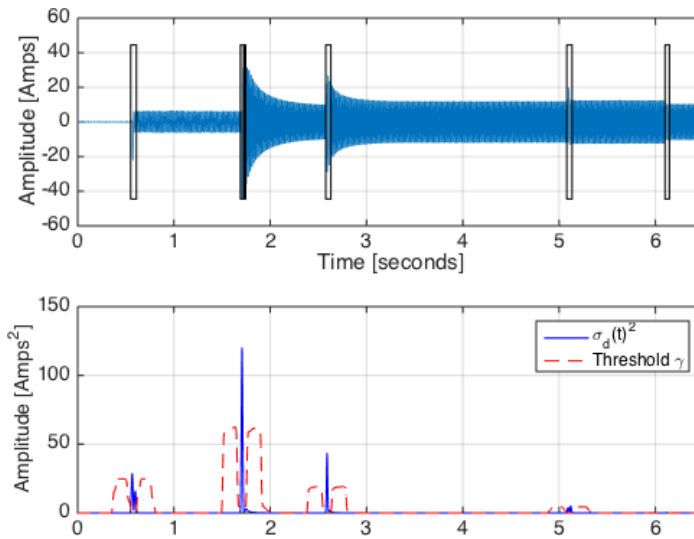 60
40
20
0
-20
-40
-60
Amplitude [Amps]
0 1 2 3 4 5 6
Time [seconds]
150
100
50
0
Amplitude [Amps²]
σ_d(t)²
Threshold γ
0 1 2 3 4 5 6